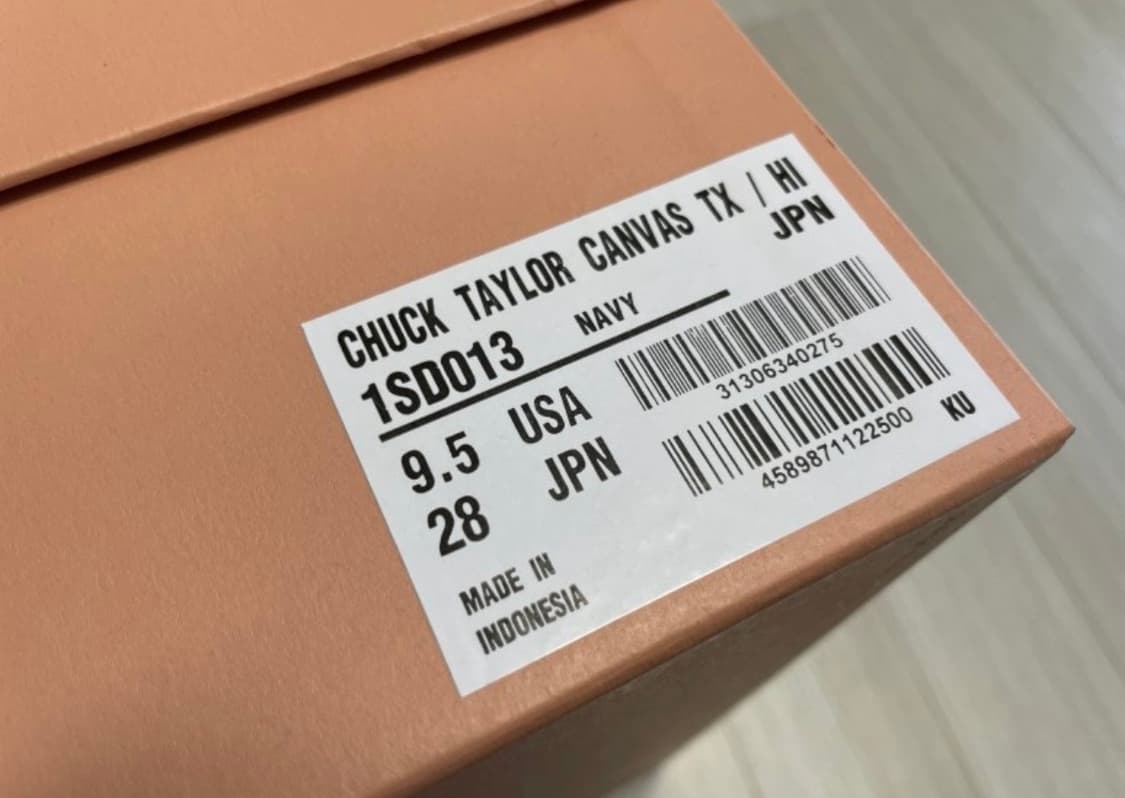 CHUCK TAYLOR CANVAS TX / HI
JPN
1SD013 NAVY
9.5 USA
28 JPN
31306340275
4589871122500
KU
MADE IN
INDONESIA